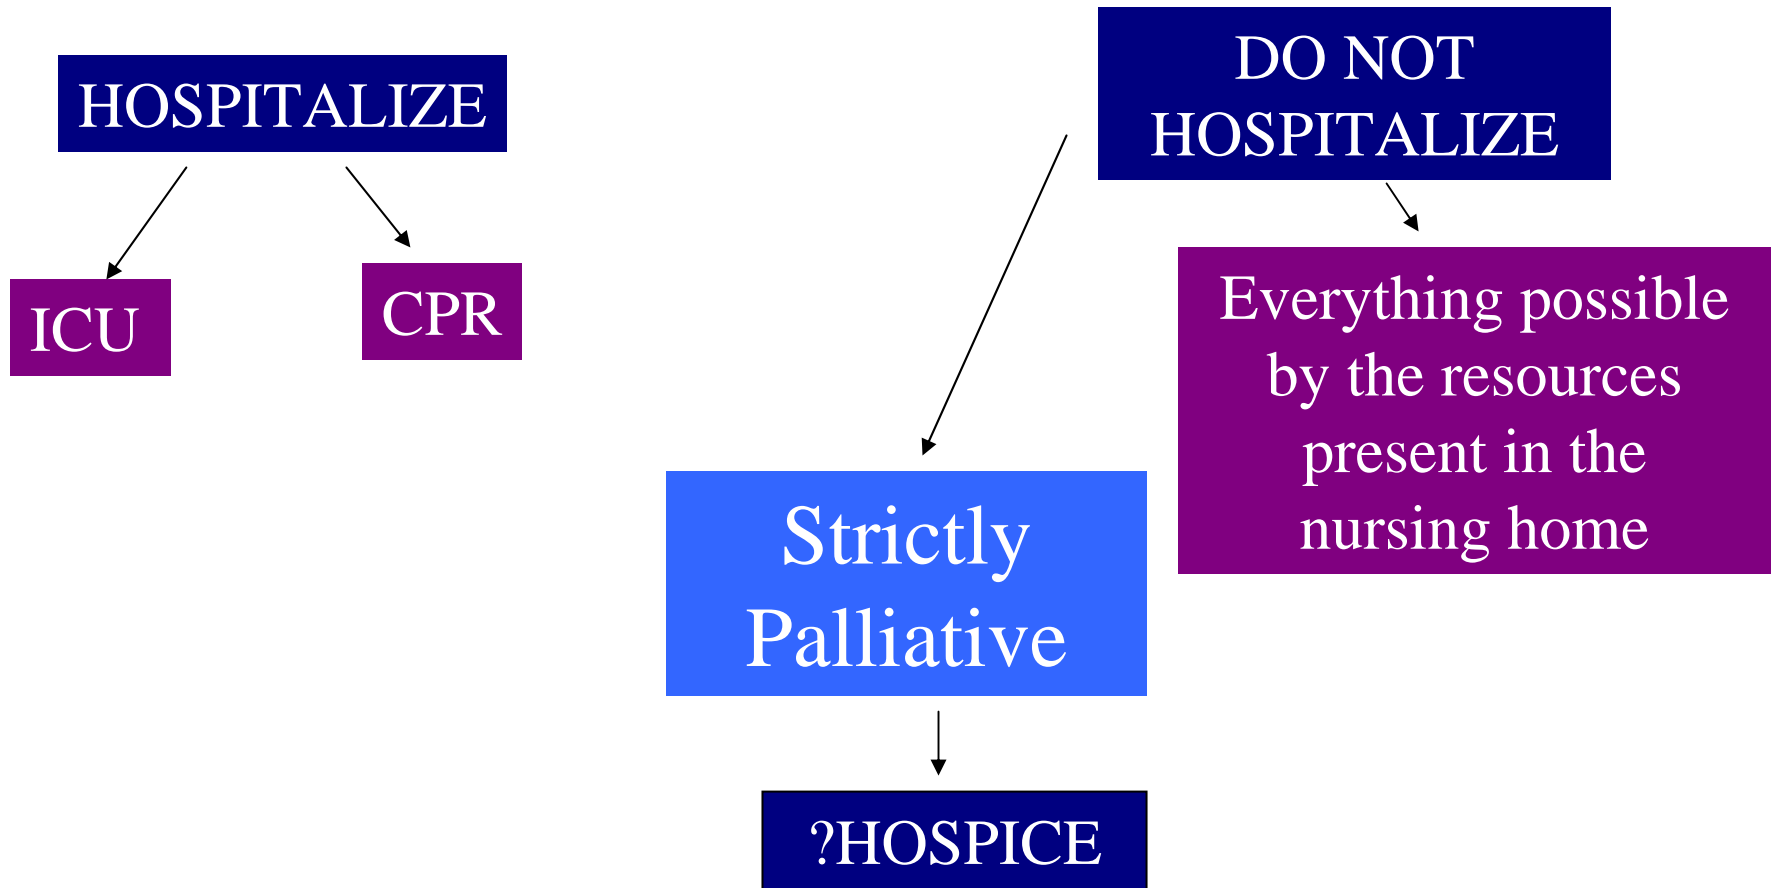 HOSPITALIZE
ICU
CPR
DO NOT
HOSPITALIZE
Everything possible
by the resources
present in the
nursing home
Strictly
Palliative
?HOSPICE